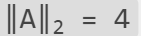 ‖A‖₂ = 4